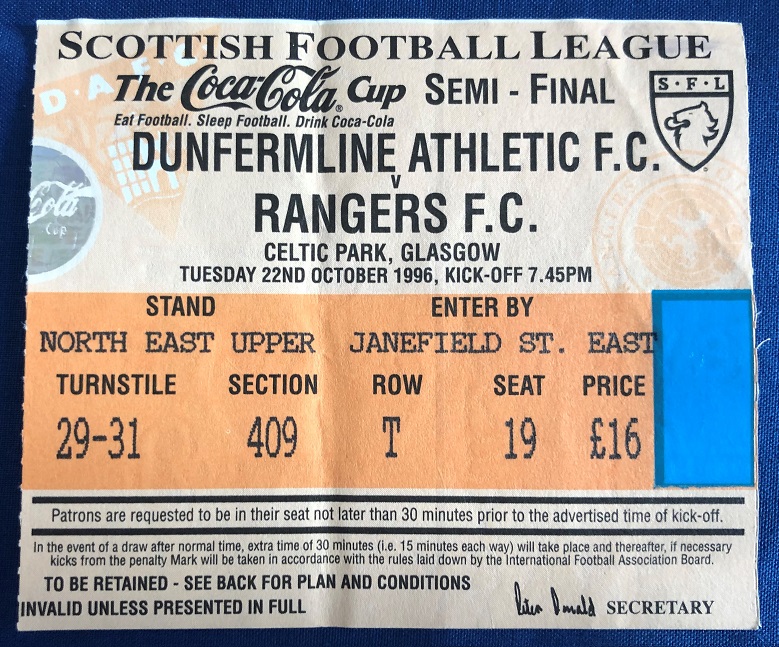 SCOTTISH FOOTBALL LEAGUE
The Coca-Cola® Cup SEMI - FINAL
Eat Football. Sleep Football. Drink Coca-Cola
S·F·L
D·A·F·C
DUNFERMLINE ATHLETIC F.C.
v
RANGERS F.C.
Cola
Cup
CELTIC PARK, GLASGOW
TUESDAY 22ND OCTOBER 1996, KICK-OFF 7.45PM
STAND ENTER BY
NORTH EAST UPPER JANEFIELD ST. EAST
TURNSTILE SECTION ROW SEAT PRICE
29-31 409 T 19 £16
Patrons are requested to be in their seat not later than 30 minutes prior to the advertised time of kick-off.
In the event of a draw after normal time, extra time of 30 minutes (i.e. 15 minutes each way) will take place and thereafter, if necessary
kicks from the penalty Mark will be taken in accordance with the rules laid down by the International Football Association Board.
TO BE RETAINED - SEE BACK FOR PLAN AND CONDITIONS
INVALID UNLESS PRESENTED IN FULL
Peter Donald SECRETARY